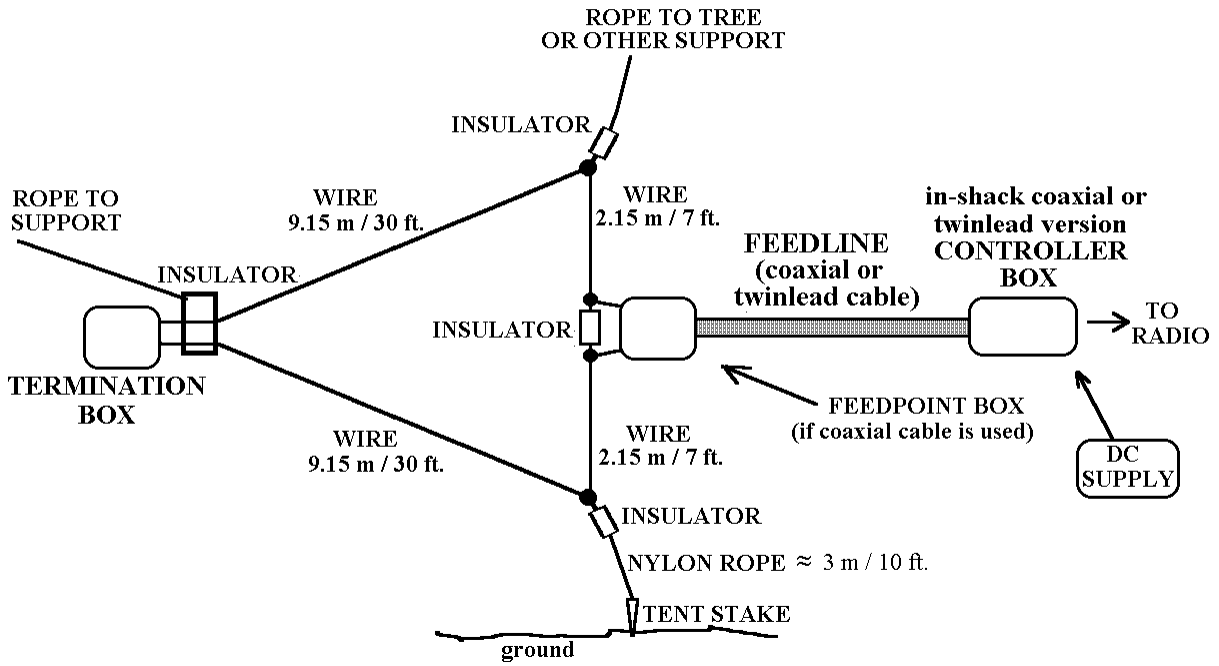 ROPE TO TREE
OR OTHER SUPPORT
INSULATOR
ROPE TO
SUPPORT
WIRE
9.15 m / 30 ft.
WIRE
2.15 m / 7 ft.
in-shack coaxial or
twinlead version
CONTROLLER
BOX
FEEDLINE
(coaxial or
twinlead cable)
INSULATOR
INSULATOR
TO
RADIO
TERMINATION
BOX
FEEDPOINT BOX
(if coaxial cable is used)
WIRE
9.15 m / 30 ft.
WIRE
2.15 m / 7 ft.
DC
SUPPLY
INSULATOR
NYLON ROPE ≈ 3 m / 10 ft.
TENT STAKE
ground